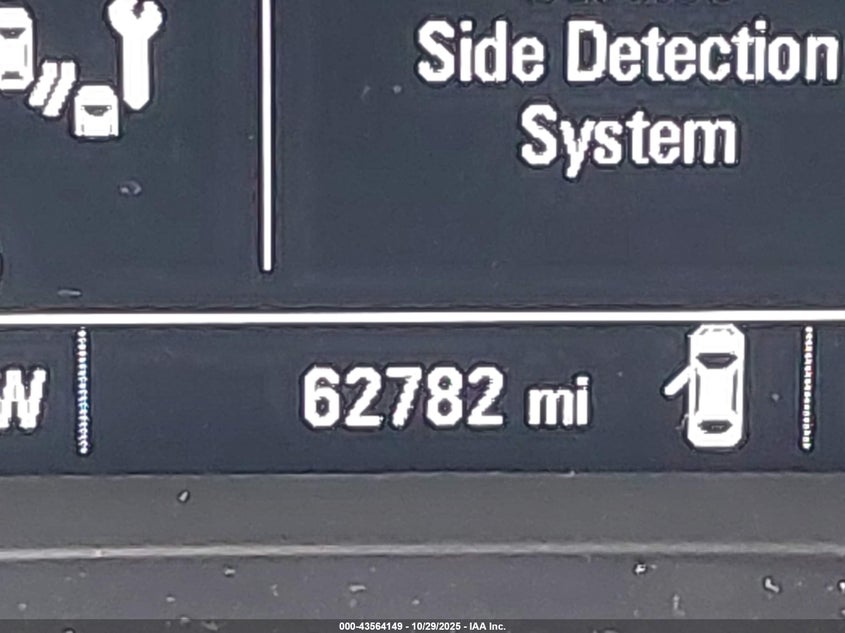 Side Detection
System
W
62782 mi
000-43564149 - 10/29/2025 - IAA Inc.